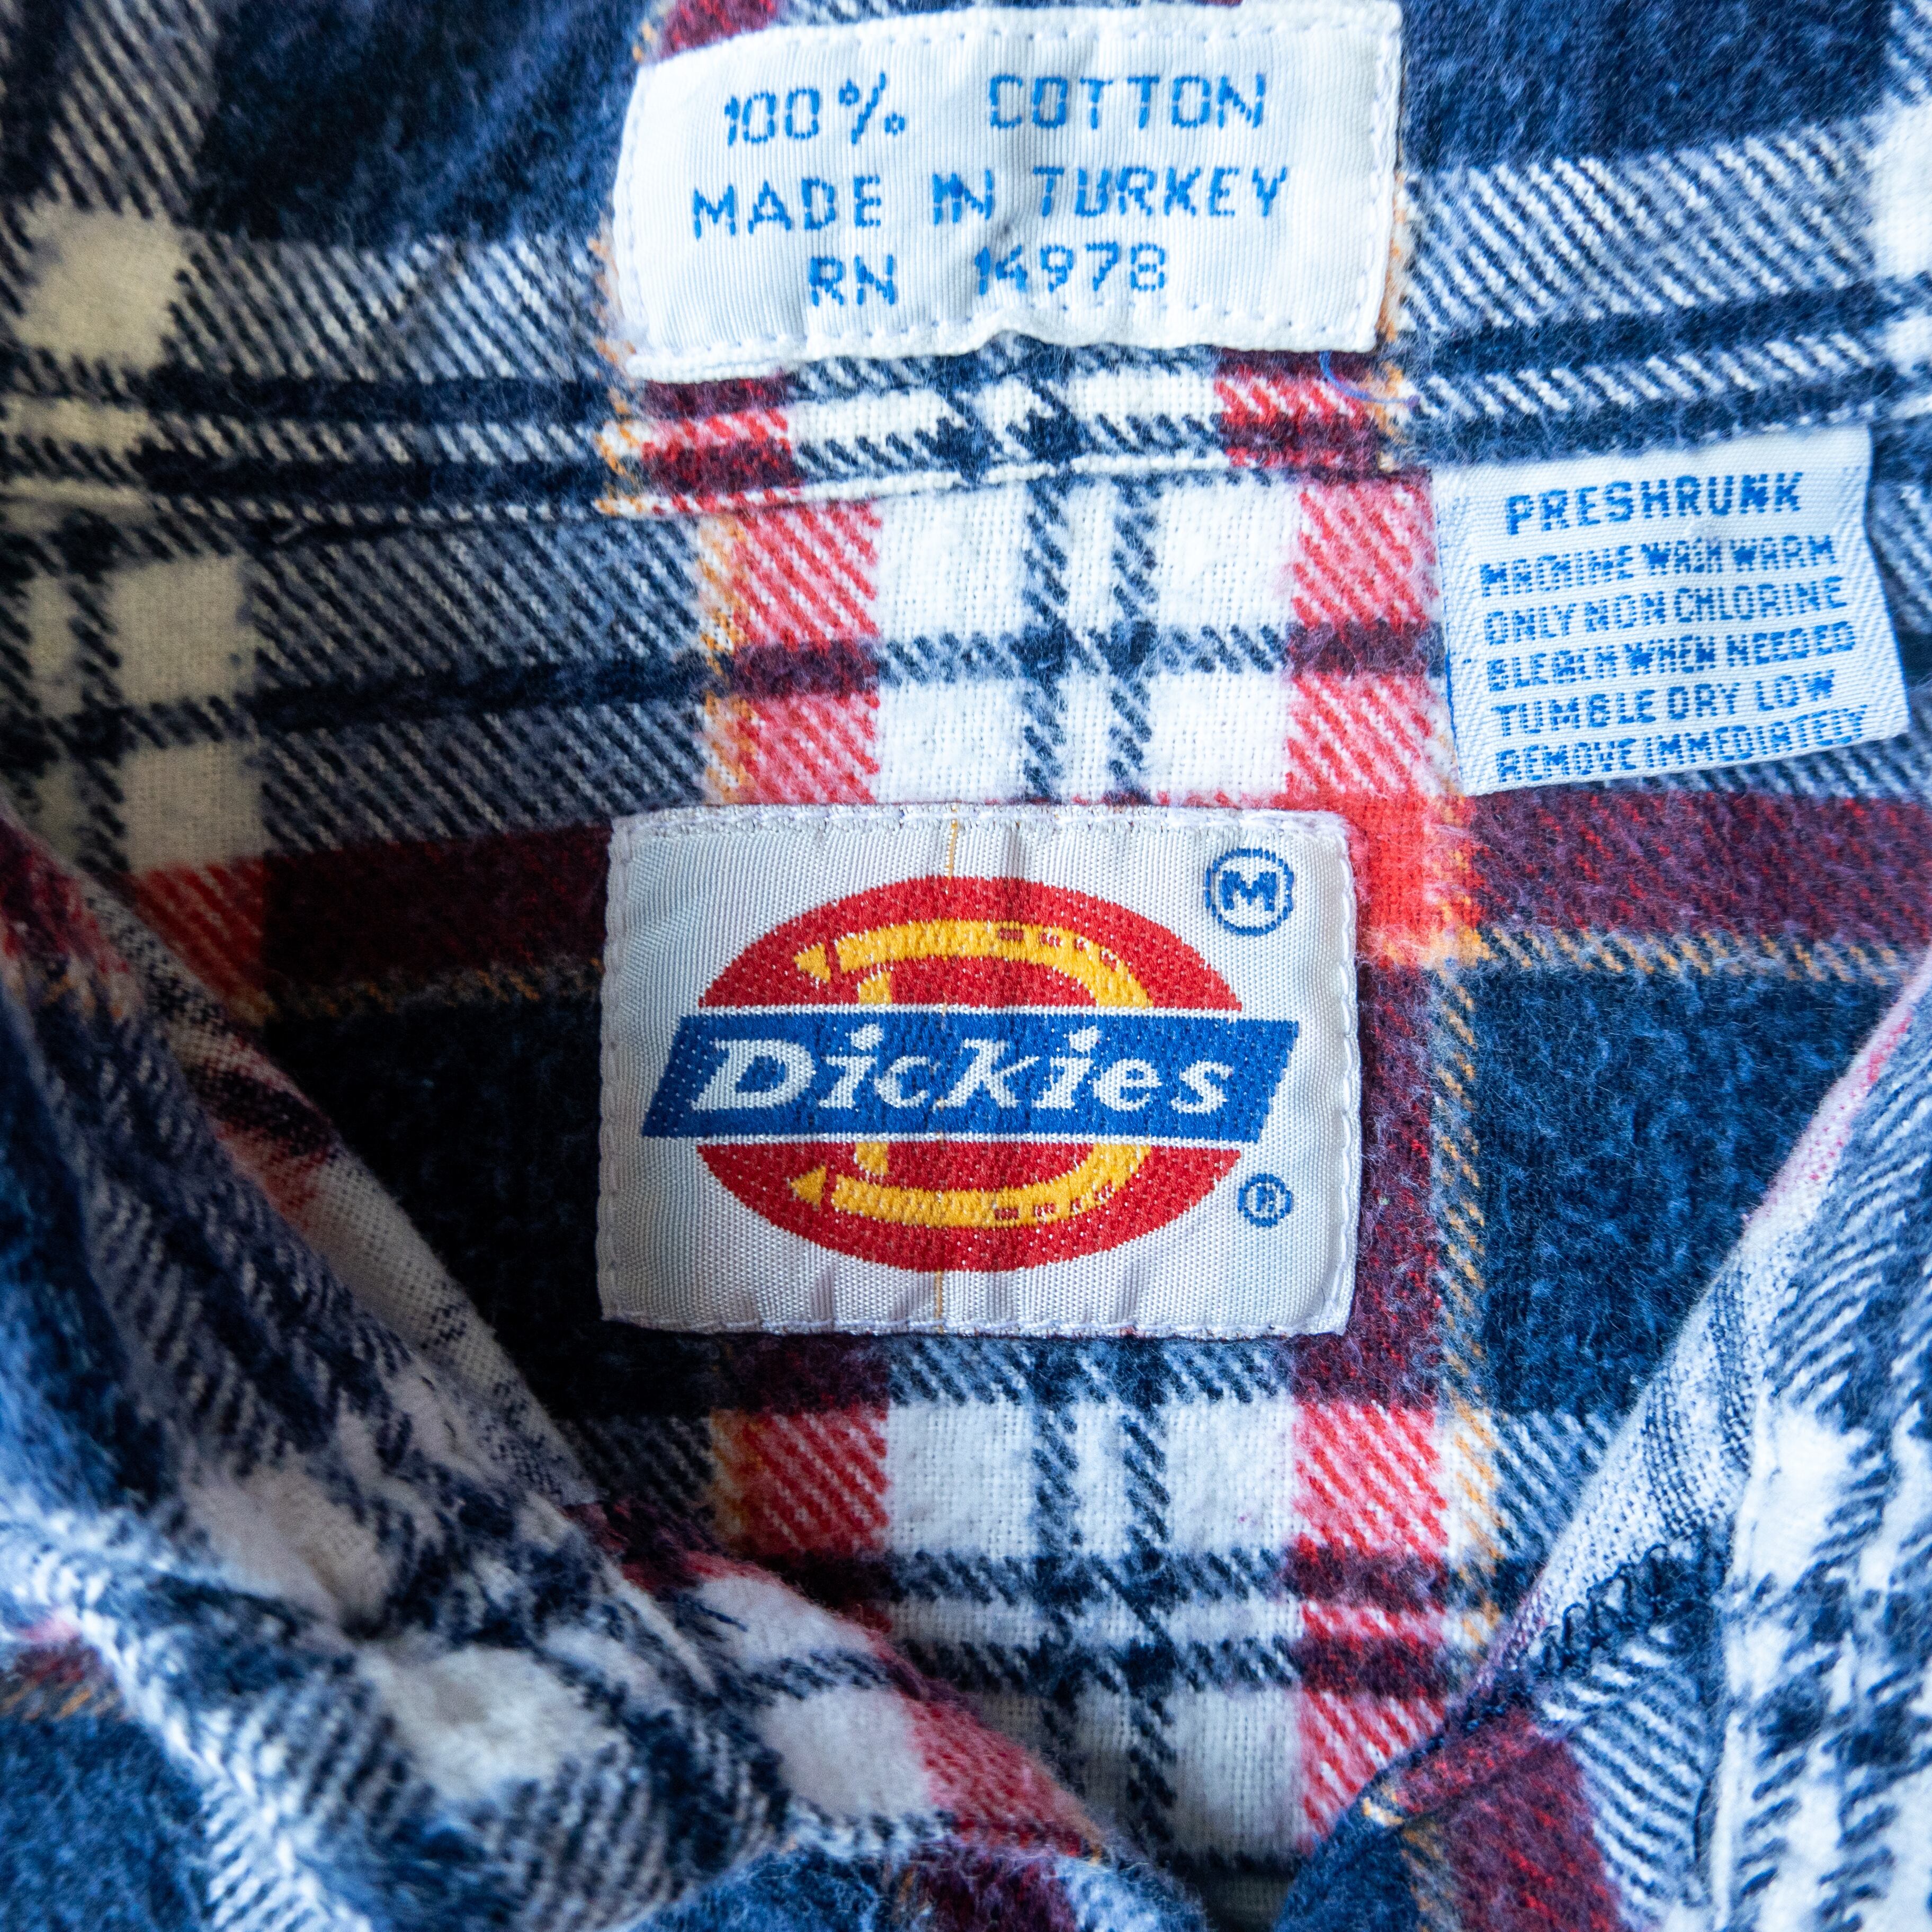 100% COTTON
MADE IN TURKEY
RN 14978
PRESHRUNK
MACHINE WASH WARM
ONLY NON CHLORINE
BLEACH WHEN NEEDED
TUMBLE DRY LOW
REMOVE IMMEDIATELY
M
Dickies
®